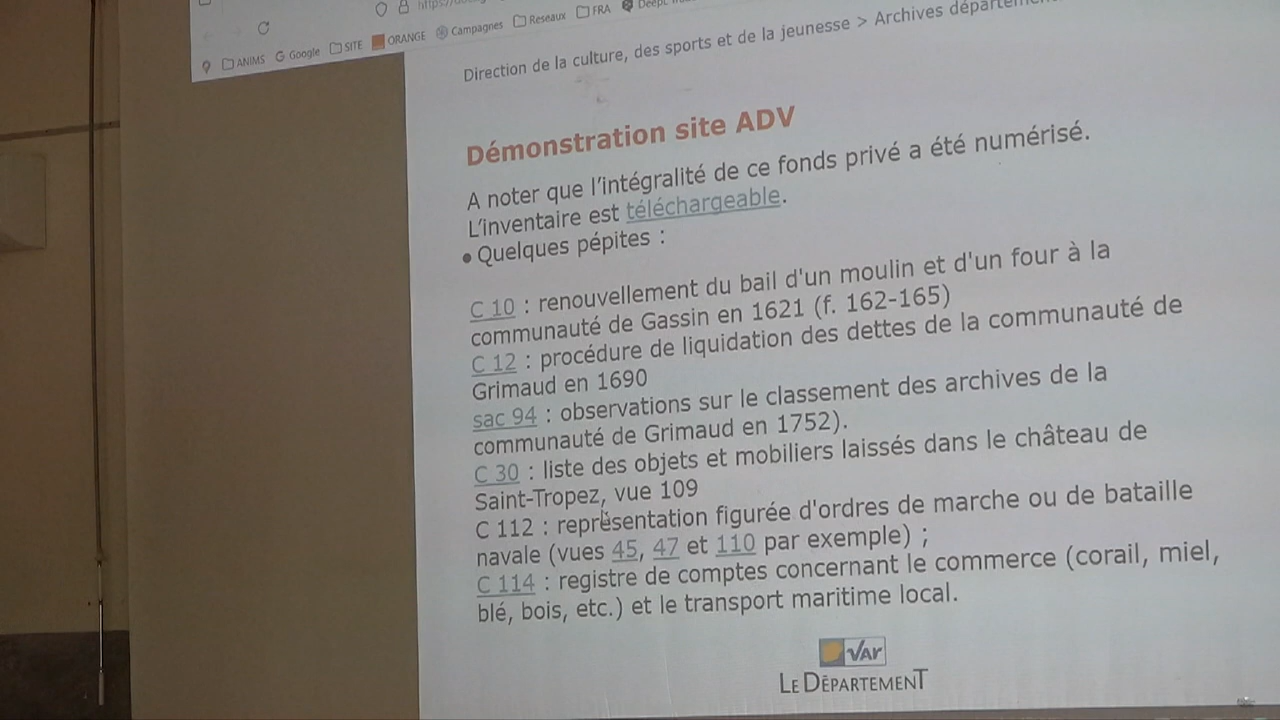 ANIMS Google SITE ORANGE Campagnes Reseaux FRA
Direction de la culture, des sports et de la jeunesse > Archives
Démonstration site ADV
A noter que l'intégralité de ce fonds privé a été numérisé.
L'inventaire est téléchargeable.
• Quelques pépites :
C 10 : renouvellement du bail d'un moulin et d'un four à la
communauté de Gassin en 1621 (f. 162-165)
C 12 : procédure de liquidation des dettes de la communauté de
Grimaud en 1690
sac 94 : observations sur le classement des archives de la
communauté de Grimaud en 1752).
C 30 : liste des objets et mobiliers laissés dans le château de
Saint-Tropez, vue 109
C 112 : représentation figurée d'ordres de marche ou de bataille
navale (vues 45, 47 et 110 par exemple) ;
C 114 : registre de comptes concernant le commerce (corail, miel,
blé, bois, etc.) et le transport maritime local.
VAR
LE DÉPARTEMENT